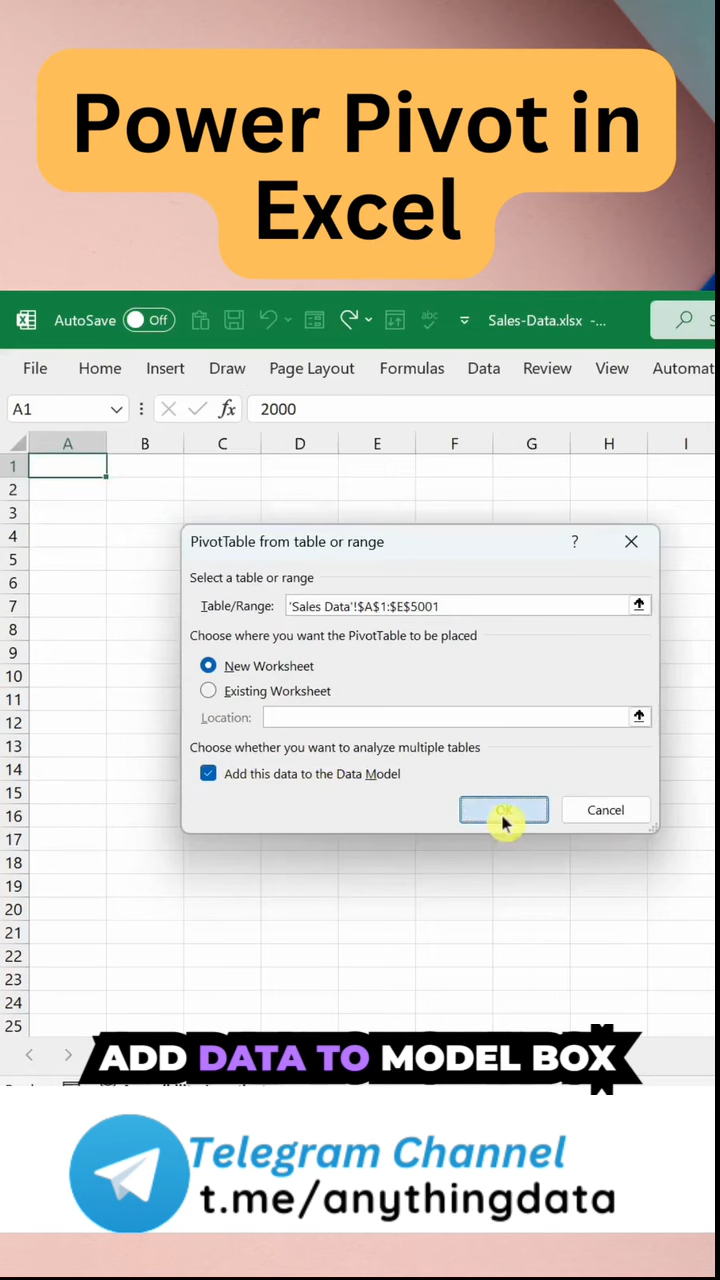 Power Pivot in
Excel
AutoSave Off Sales-Data.xlsx -...
File Home Insert Draw Page Layout Formulas Data Review View Automat
A1 fx 2000
A B C D E F G H I
1
2
3
4
PivotTable from table or range ?
5
Select a table or range
6
7
Table/Range: 'Sales Data'!$A$1:$E$5001
8
Choose where you want the PivotTable to be placed
9
New Worksheet
10
Existing Worksheet
11
Location:
12
Choose whether you want to analyze multiple tables
13
Add this data to the Data Model
14
15
OK Cancel
16
17
18
19
20
21
22
23
24
25
ADD DATA TO MODEL BOX
Telegram Channel
t.me/anythingdata